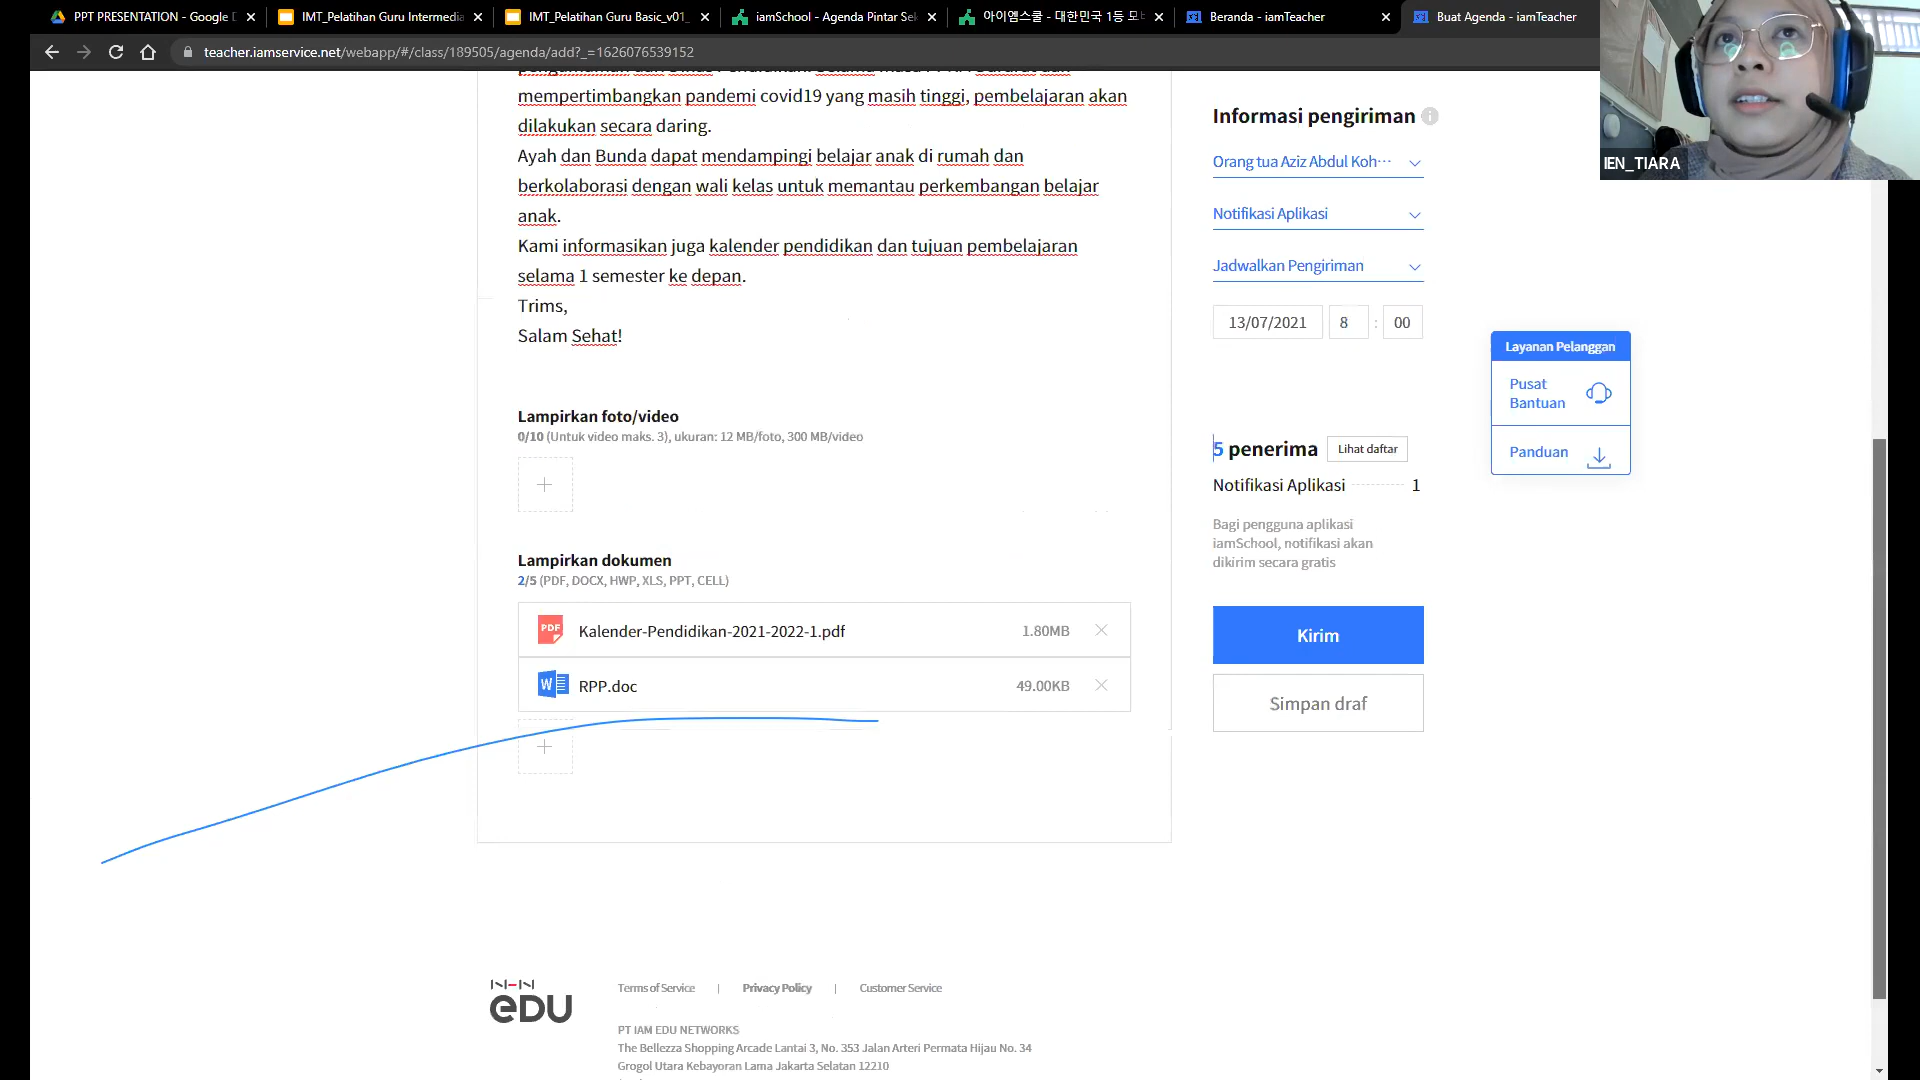 PPT PRESENTATION - Google D
IMT_Pelatihan Guru Intermedia
IMT_Pelatihan Guru Basic_v01_
iamSchool - Agenda Pintar Sek
아이엠스쿨 - 대한민국 1등 모
Beranda - iamTeacher
Buat Agenda - iamTeacher
teacher.iamservice.net/webapp/#/class/189505/agenda/add?_=1626076539152
mempertimbangkan pandemi covid19 yang masih tinggi, pembelajaran akan
dilakukan secara daring.
Ayah dan Bunda dapat mendampingi belajar anak di rumah dan
berkolaborasi dengan wali kelas untuk memantau perkembangan belajar
anak.
Kami informasikan juga kalender pendidikan dan tujuan pembelajaran
selama 1 semester ke depan.
Trims,
Salam Sehat!
Lampirkan foto/video
0/10 (Untuk video maks. 3), ukuran: 12 MB/foto, 300 MB/video
Lampirkan dokumen
2/5 (PDF, DOCX, HWP, XLS, PPT, CELL)
PDF
Kalender-Pendidikan-2021-2022-1.pdf 1.80MB
W
RPP.doc 49.00KB
Informasi pengiriman
Orang tua Aziz Abdul Koh···
Notifikasi Aplikasi
Jadwalkan Pengiriman
13/07/2021 8 : 00
5 penerima Lihat daftar
Notifikasi Aplikasi 1
Bagi pengguna aplikasi
iamSchool, notifikasi akan
dikirim secara gratis
Kirim
Simpan draf
Layanan Pelanggan
Pusat
Bantuan
Panduan
IEN_TIARA
NHN
eDU
Terms of Service | Privacy Policy | Customer Service
PT IAM EDU NETWORKS
The Bellezza Shopping Arcade Lantai 3, No. 353 Jalan Arteri Permata Hijau No. 34
Grogol Utara Kebayoran Lama Jakarta Selatan 12210